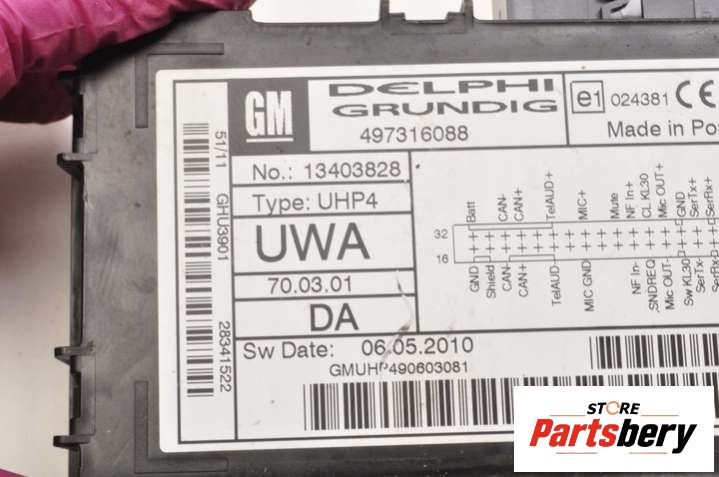 GM
DELPHI
GRUNDIG
497316088
e1 024381 CE
Made in Po
No.: 13403828
Type: UHP4
UWA
70.03.01
DA
Sw Date: 06.05.2010
GMUHP490603081
51/11 GHU3901 28341522
Batt CAN- CAN+ TelAUD+ MIC+ Mute NF In+ CL KL30 Mic OUT+ GND SerTx+ SerRx+
32
16
GND Shield CAN- CAN+ TelAUD- MIC GND NF In- SNDREQ Mic OUT- Sw KL30 SerTx- SerRx-
STORE
Partsbery